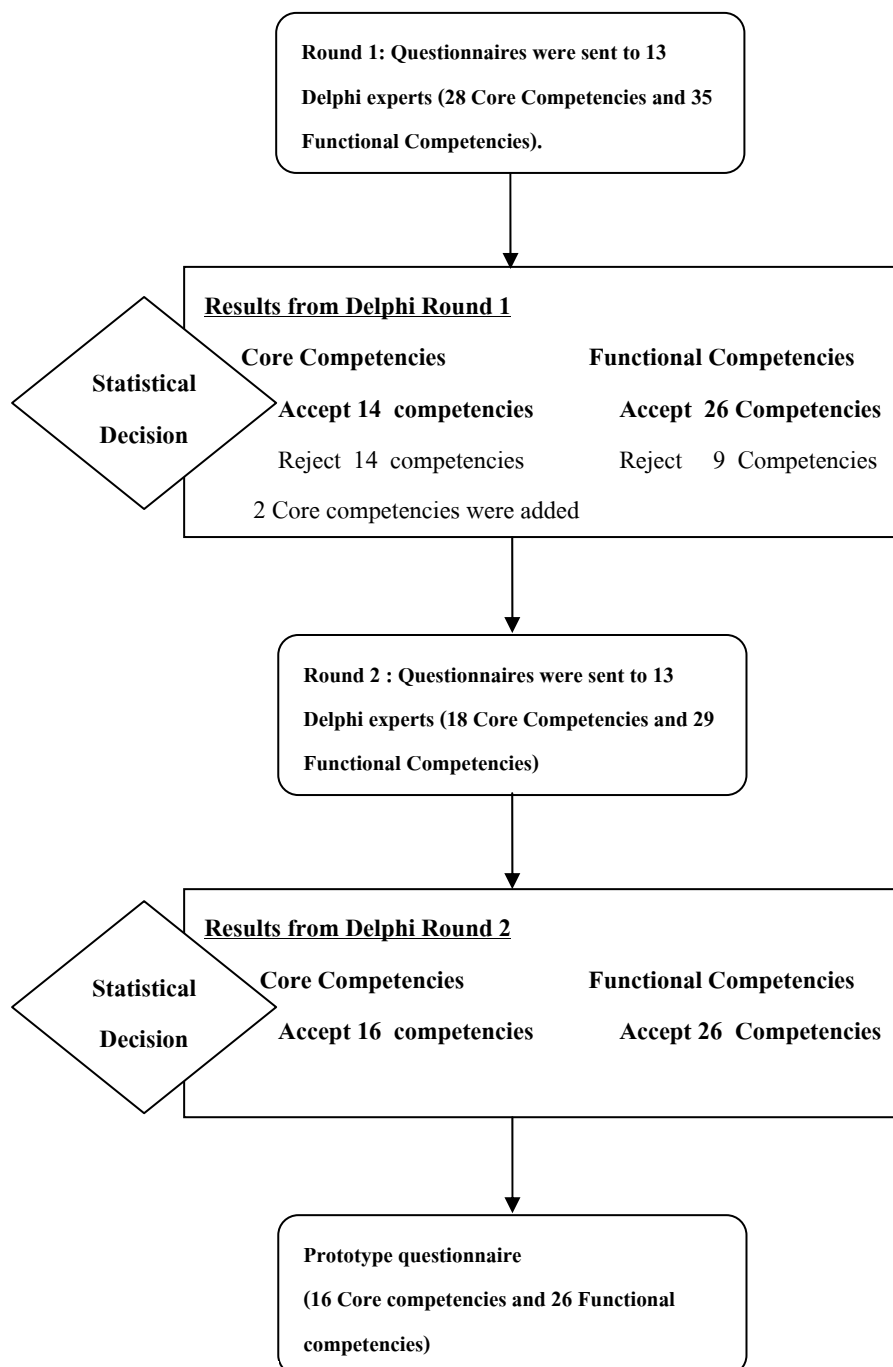 Round 1: Questionnaires were sent to 13
Delphi experts (28 Core Competencies and 35
Functional Competencies).
Results from Delphi Round 1
Core Competencies Functional Competencies
Statistical
Decision
Accept 14 competencies Accept 26 Competencies
Reject 14 competencies Reject 9 Competencies
2 Core competencies were added
Round 2 : Questionnaires were sent to 13
Delphi experts (18 Core Competencies and 29
Functional Competencies)
Results from Delphi Round 2
Core Competencies Functional Competencies
Statistical
Decision
Accept 16 competencies Accept 26 Competencies
Prototype questionnaire
(16 Core competencies and 26 Functional
competencies)